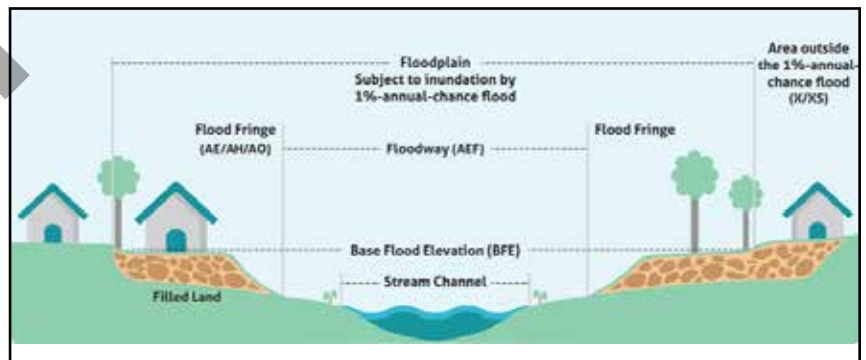 Floodplain
Subject to inundation by
1%-annual-chance flood
Area outside
the 1%-annual-
chance flood
(X/XS)
Flood Fringe
(AE/AH/AO)
Floodway (AEF)
Flood Fringe
Base Flood Elevation (BFE)
Stream Channel
Filled Land